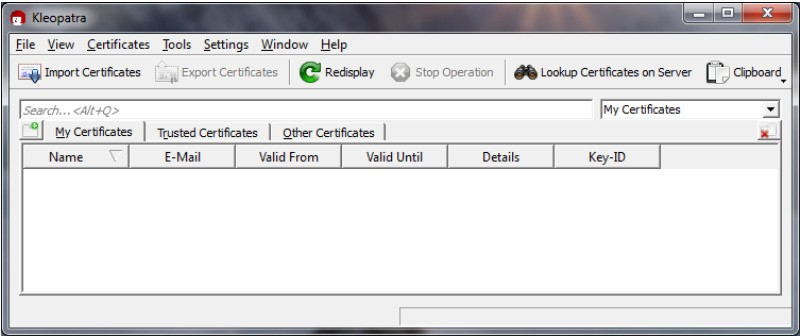 Kleopatra
File View Certificates Tools Settings Window Help
Import Certificates Export Certificates Redisplay Stop Operation Lookup Certificates on Server Clipboard
Search...<Alt+Q> My Certificates
My Certificates Trusted Certificates Other Certificates
Name E-Mail Valid From Valid Until Details Key-ID